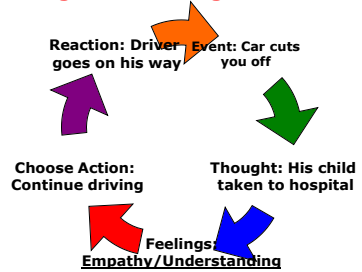 Event: Car cuts
you off
Thought: His child
taken to hospital
Feelings:
Empathy/Understanding
Choose Action:
Continue driving
Reaction: Driver
goes on his way